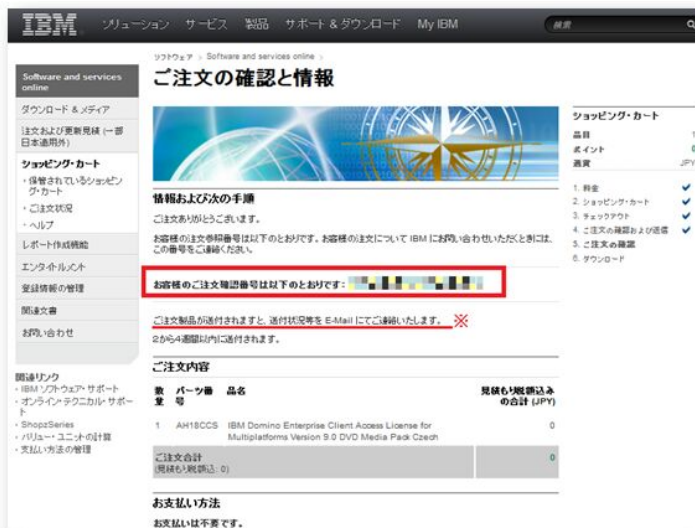 IBM ソリューション サービス 製品 サポート & ダウンロード My IBM 検索
ソフトウェア > Software and services online >
ご注文の確認と情報
Software and services
online
ダウンロード & メディア
注文および更新見積 (一部
日本適用外)
ショッピング・カート
・保管されているショッピン
グ・カート
・ご注文状況
・ヘルプ
レポート作成機能
エンタイトルメント
登録情報の管理
関連文書
お問い合わせ
関連リンク
・IBM ソフトウェア・サポート
・オンライン・テクニカル・サポー
ト
・ShopzSeries
・バリュー・ユニットの計算
・支払い方法の管理
情報および次の手順
ご注文ありがとうございます。
お客様の注文参照番号は以下のとおりです。お客様の注文について IBM にお問い合わせいただくときには、
この番号をご連絡ください。
お客様のご注文確認番号は以下のとおりです:
ご注文製品が送付されますと、送付状況等を E-Mail にてご連絡いたします。 ※
2から4週間以内に送付されます。
ご注文内容
数 パーツ番 品名 見積もり税額込み
量 号 の合計 (JPY)
1 AH18CCS IBM Domino Enterprise Client Access License for 0
Multiplatforms Version 9.0 DVD Media Pack Czech
ご注文合計 0
(見積もり税額込: 0)
お支払い方法
お支払いは不要です。
ショッピング・カート
品目 1
ポイント 0
通貨 JPY
1. 料金
2. ショッピング・カート
3. チェックアウト
4. ご注文の確認および送信
5. ご注文の確認
6. ダウンロード